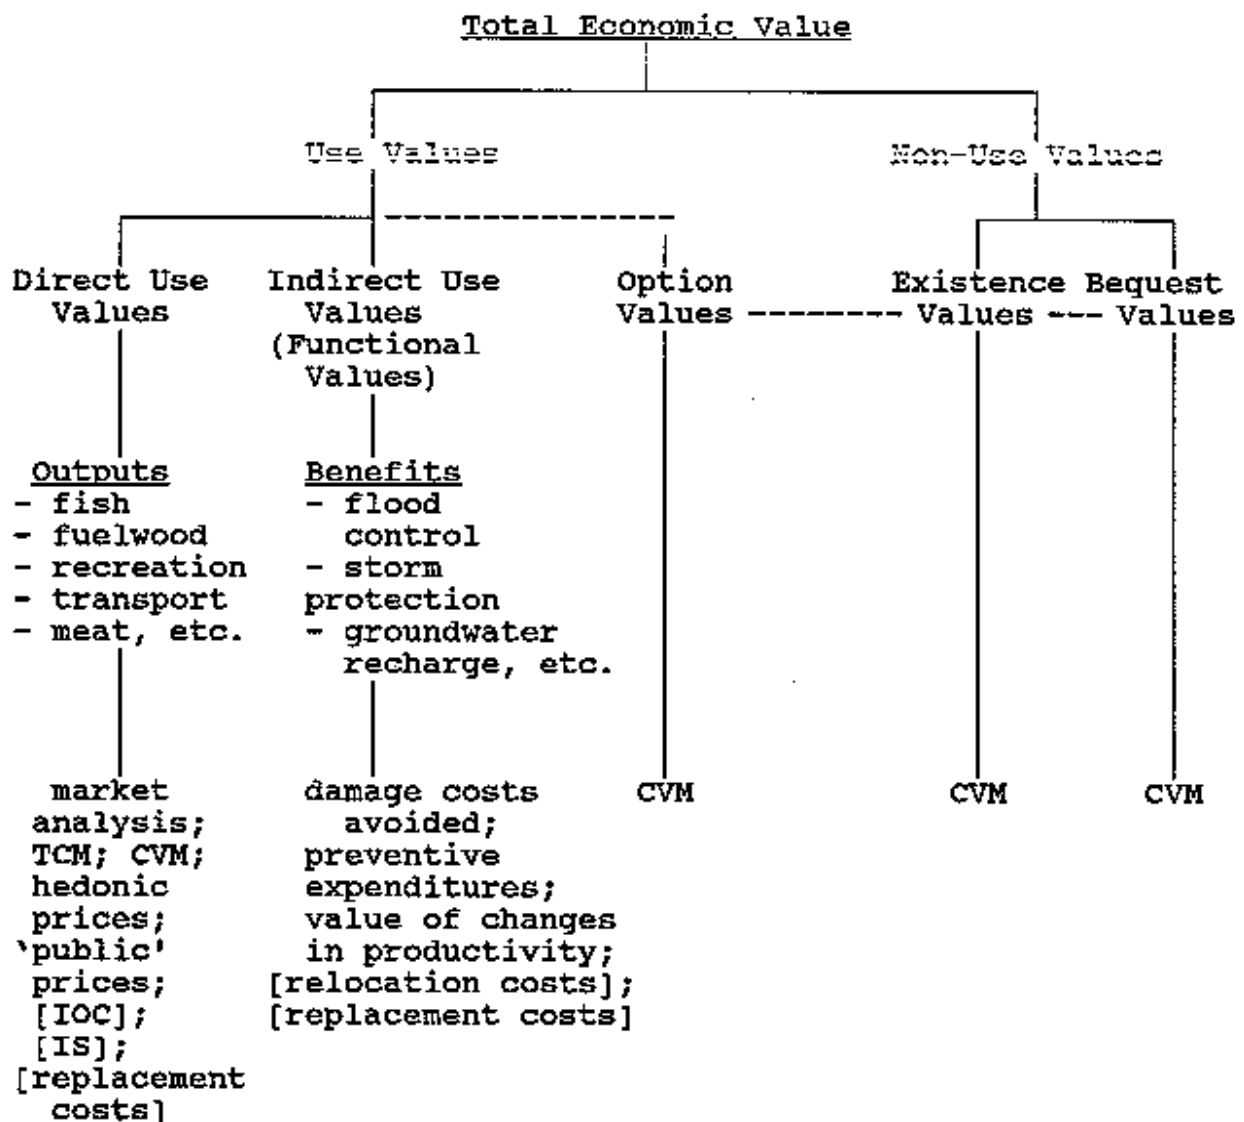 Total Economic Value
Use Values
Non-Use Values
Direct Use
Values
Indirect Use
Values
(Functional
Values)
Option
Values
Existence
Values
Bequest
Values
Outputs
- fish
- fuelwood
- recreation
- transport
- meat, etc.
Benefits
- flood
control
- storm
protection
- groundwater
recharge, etc.
market
analysis;
TCM; CVM;
hedonic
prices;
'public'
prices;
[IOC];
[IS];
[replacement
costs]
damage costs
avoided;
preventive
expenditures;
value of changes
in productivity;
[relocation costs];
[replacement costs]
CVM
CVM
CVM